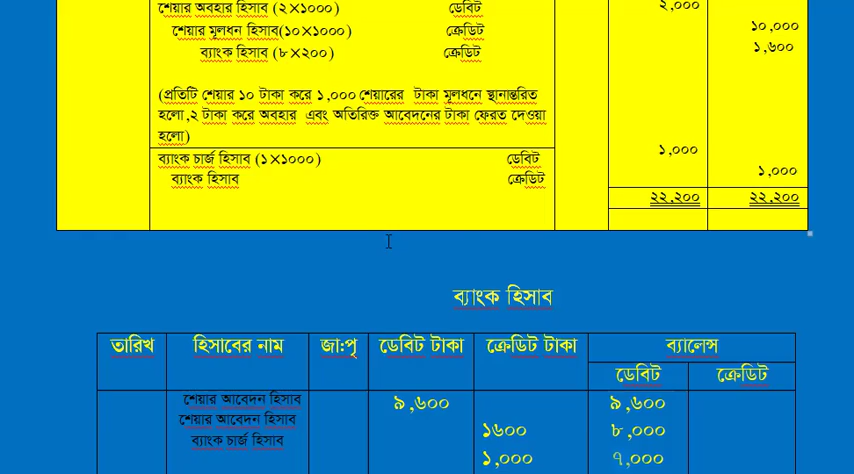 শেয়ার অবহার হিসাব (২×১০০০) ডেবিট ২,০০০
শেয়ার মুলধন হিসাব(১০×১০০০) ক্রেডিট ১০,০০০
ব্যাংক হিসাব (৮×২০০) ক্রেডিট ১,৬০০
(প্রতিটি শেয়ার ১০ টাকা করে ১,০০০ শেয়ারের টাকা মূলধনে স্থানান্তরিত
হলো,২ টাকা করে অবহার এবং অতিরিক্ত আবেদনের টাকা ফেরত দেওয়া
হলো)
ব্যাংক চার্জ হিসাব (১×১০০০) ডেবিট ১,০০০
ব্যাংক হিসাব ক্রেডিট ১,০০০
২২,২০০ ২২,২০০
ব্যাংক হিসাব
তারিখ হিসাবের নাম জা:পৃ ডেবিট টাকা ক্রেডিট টাকা ব্যালেন্স
ডেবিট ক্রেডিট
শেয়ার আবেদন হিসাব ৯,৬০০ ৯,৬০০
শেয়ার আবেদন হিসাব ১৬০০ ৮,০০০
ব্যাংক চার্জ হিসাব ১,০০০ ৭,০০০